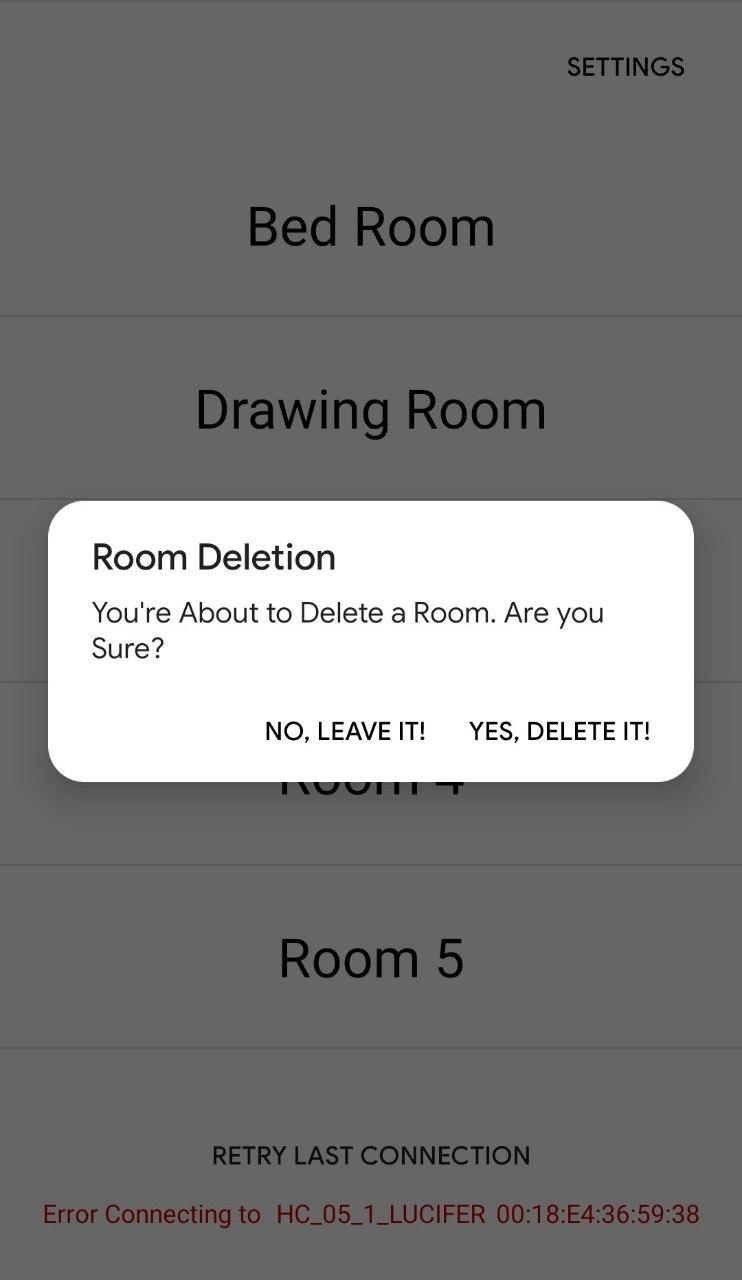 SETTINGS
Bed Room
Drawing Room
Room Deletion
You're About to Delete a Room. Are you
Sure?
NO, LEAVE IT! YES, DELETE IT!
Room 4
Room 5
RETRY LAST CONNECTION
Error Connecting to HC_05_1_LUCIFER 00:18:E4:36:59:38